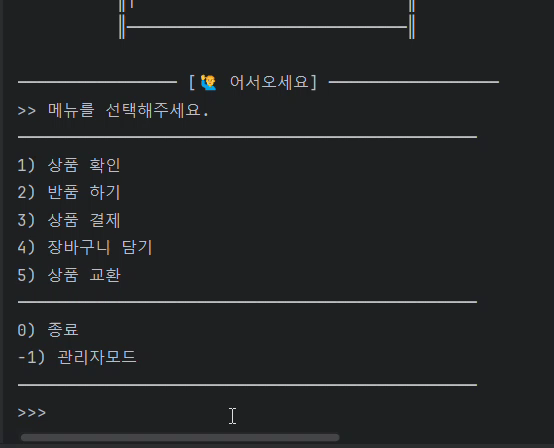 [🙋 어서오세요]
>> 메뉴를 선택해주세요.
1) 상품 확인
2) 반품 하기
3) 상품 결제
4) 장바구니 담기
5) 상품 교환
0) 종료
-1) 관리자모드
>>>